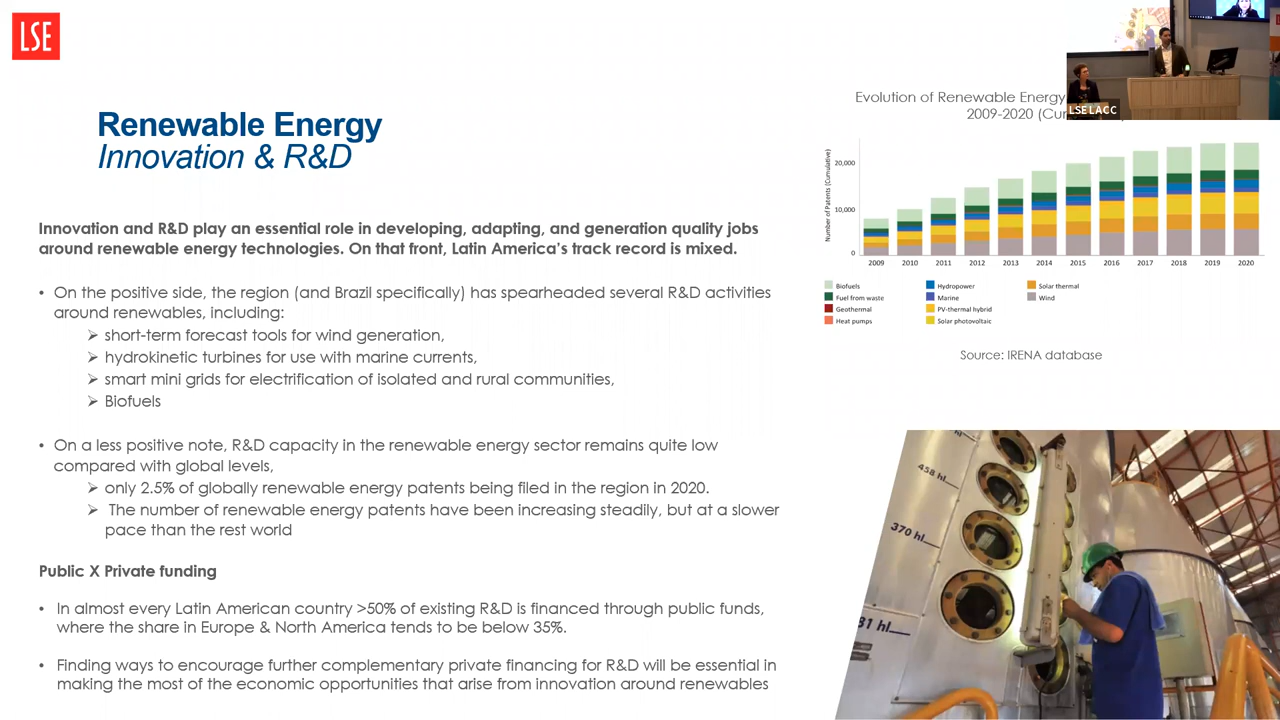 LSE
Renewable Energy
Innovation & R&D
Innovation and R&D play an essential role in developing, adapting, and generation quality jobs
around renewable energy technologies. On that front, Latin America's track record is mixed.
• On the positive side, the region (and Brazil specifically) has spearheaded several R&D activities
around renewables, including:
➢ short-term forecast tools for wind generation,
➢ hydrokinetic turbines for use with marine currents,
➢ smart mini grids for electrification of isolated and rural communities,
➢ Biofuels
• On a less positive note, R&D capacity in the renewable energy sector remains quite low
compared with global levels,
➢ only 2.5% of globally renewable energy patents being filed in the region in 2020.
➢ The number of renewable energy patents have been increasing steadily, but at a slower
pace than the rest world
Public X Private funding
• In almost every Latin American country >50% of existing R&D is financed through public funds,
where the share in Europe & North America tends to be below 35%.
• Finding ways to encourage further complementary private financing for R&D will be essential in
making the most of the economic opportunities that arise from innovation around renewables
Evolution of Renewable Energy
2009-2020
LSE LACC
Number of Patents (Cumulative)
20,000
10,000
0
2009 2010 2011 2012 2013 2014 2015 2016 2017 2018 2019 2020
Biofuels Hydropower Solar thermal
Fuel from waste Marine Wind
Geothermal PV-thermal hybrid
Heat pumps Solar photovoltaic
Source: IRENA database
458 hl
370 hl
81 hl